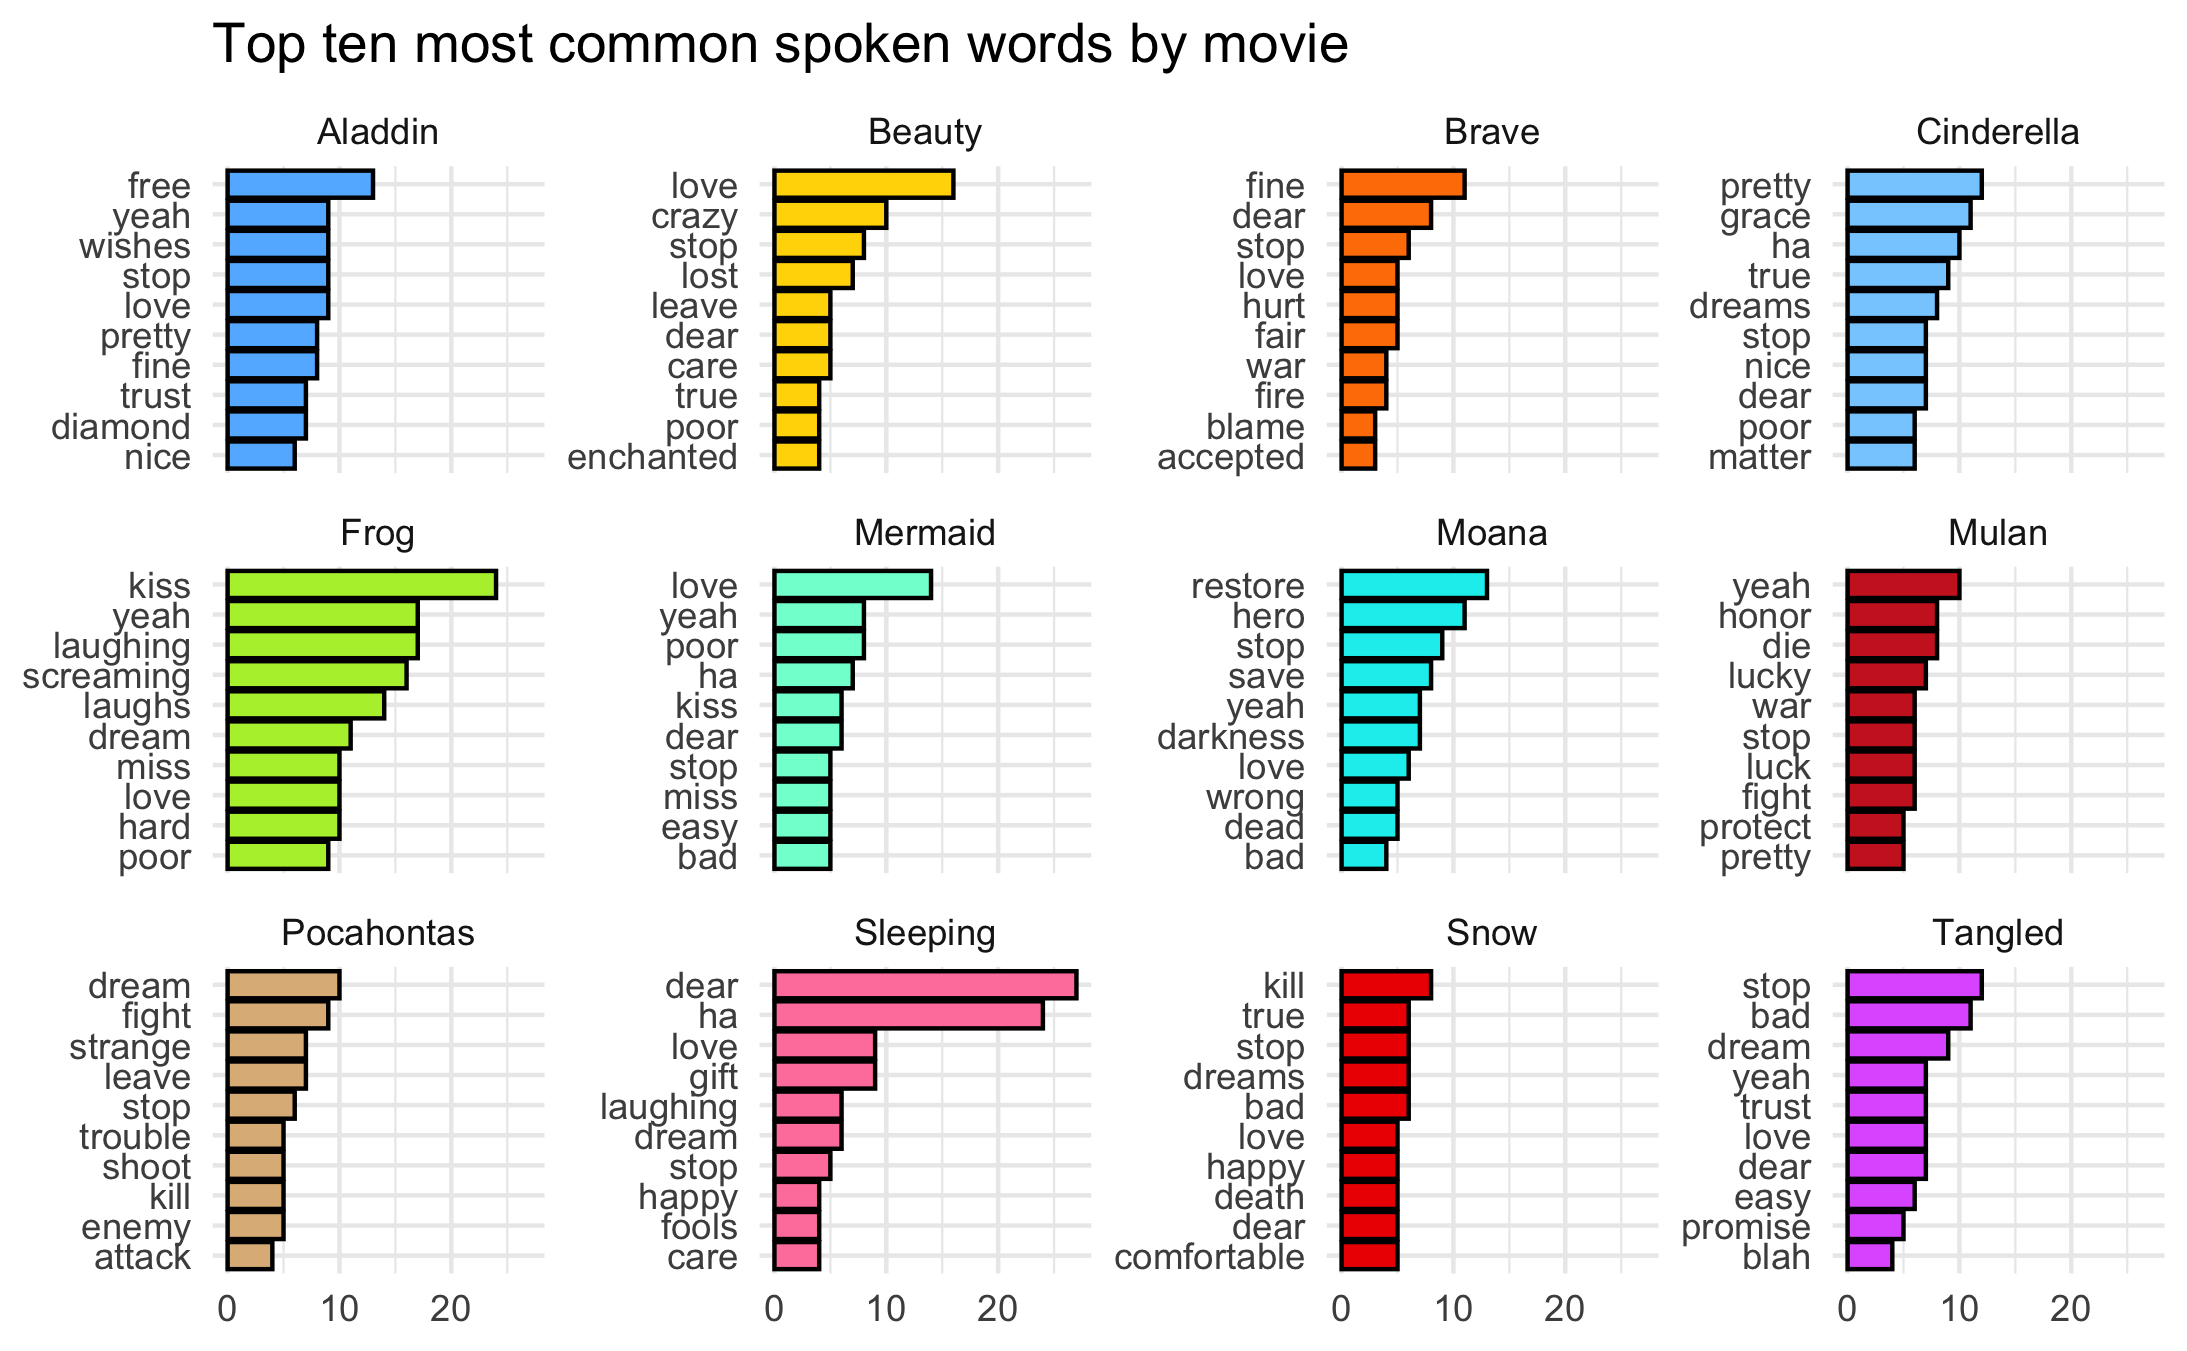 Top ten most common spoken words by movie
Aladdin
free
yeah
wishes
stop
love
pretty
fine
trust
diamond
nice
Beauty
love
crazy
stop
lost
leave
dear
care
true
poor
enchanted
Brave
fine
dear
stop
love
hurt
fair
war
fire
blame
accepted
Cinderella
pretty
grace
ha
true
dreams
stop
nice
dear
poor
matter
Frog
kiss
yeah
laughing
screaming
laughs
dream
miss
love
hard
poor
Mermaid
love
yeah
poor
ha
kiss
dear
stop
miss
easy
bad
Moana
restore
hero
stop
save
yeah
darkness
love
wrong
dead
bad
Mulan
yeah
honor
die
lucky
war
stop
luck
fight
protect
pretty
Pocahontas
dream
fight
strange
leave
stop
trouble
shoot
kill
enemy
attack
0 10 20
Sleeping
dear
ha
love
gift
laughing
dream
stop
happy
fools
care
0 10 20
Snow
kill
true
stop
dreams
bad
love
happy
death
dear
comfortable
0 10 20
Tangled
stop
bad
dream
yeah
trust
love
dear
easy
promise
blah
0 10 20